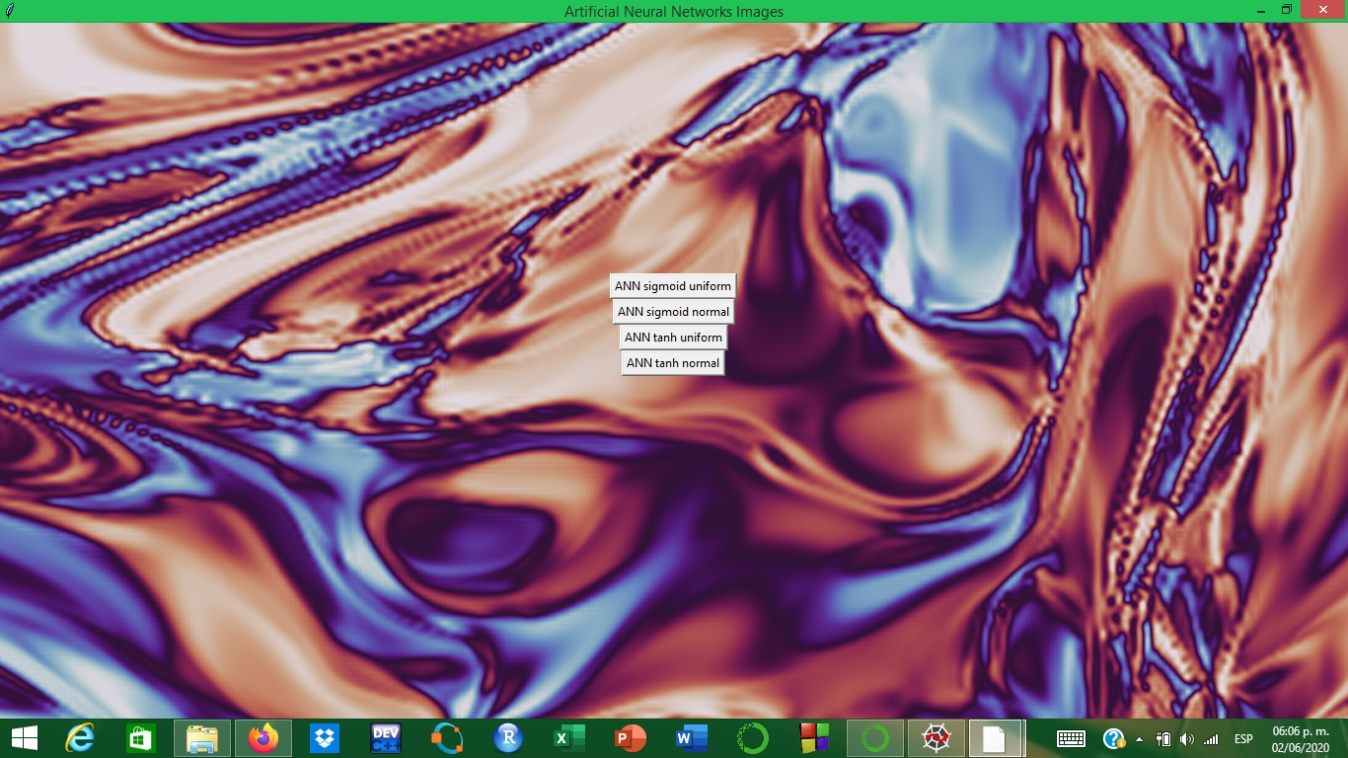 Artificial Neural Networks Images
ANN sigmoid uniform
ANN sigmoid normal
ANN tanh uniform
ANN tanh normal
DEV
C++
R
X
P
W
?
ESP
06:06 p. m.
02/06/2020